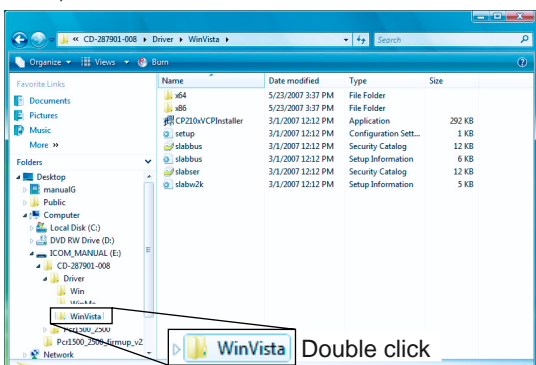 « CD-287901-008 ▸ Driver ▸ WinVista ▸
Search
Organize Views Burn
Favorite Links
Documents
Pictures
Music
More »
Folders
Desktop
manualG
Public
Computer
Local Disk (C:)
DVD RW Drive (D:)
ICOM_MANUAL (E:)
CD-287901-008
Driver
Win
WinVista
Pcr1500_2500
Pcr1500_2500_firmup_v2
Network
Name Date modified Type Size
x64 5/23/2007 3:37 PM File Folder
x86 5/23/2007 3:37 PM File Folder
CP210xVCPInstaller 3/1/2007 12:12 PM Application 292 KB
setup 3/1/2007 12:12 PM Configuration Sett... 1 KB
slabbus 3/1/2007 12:12 PM Security Catalog 12 KB
slabbus 3/1/2007 12:12 PM Setup Information 6 KB
slabser 3/1/2007 12:12 PM Security Catalog 12 KB
slabw2k 3/1/2007 12:12 PM Setup Information 5 KB
WinVista Double click